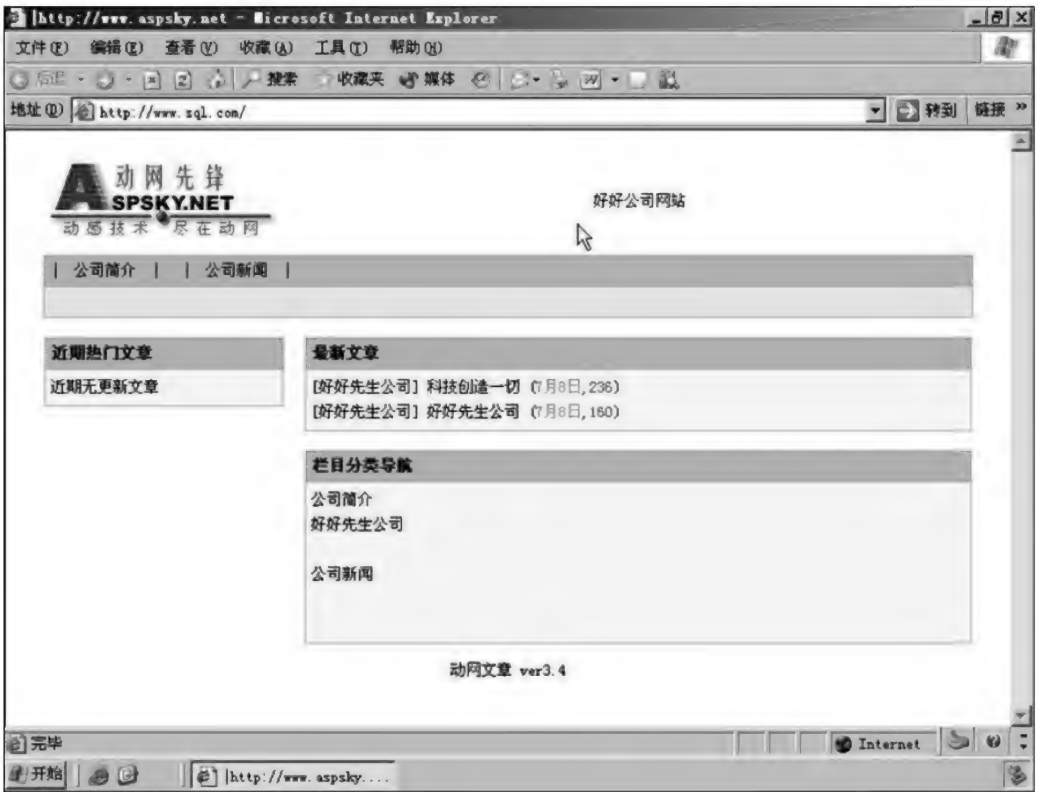 |http://www.aspsky.net - Microsoft Internet Explorer
文件(F) 编辑(E) 查看(V) 收藏(A) 工具(T) 帮助(H)
后退 搜索 收藏夹 媒体
地址(D) http://www.sql.com/ 转到 链接 »
动网先锋
ASPSKY.NET
动感技术 尽在动网
好好公司网站
| 公司简介 | | 公司新闻 |
近期热门文章
近期无更新文章
最新文章
[好好先生公司] 科技创造一切 (7月8日,236)
[好好先生公司] 好好先生公司 (7月8日,160)
栏目分类导航
公司简介
好好先生公司
公司新闻
动网文章 ver3.4
完毕 Internet
开始 |http://www.aspsky....